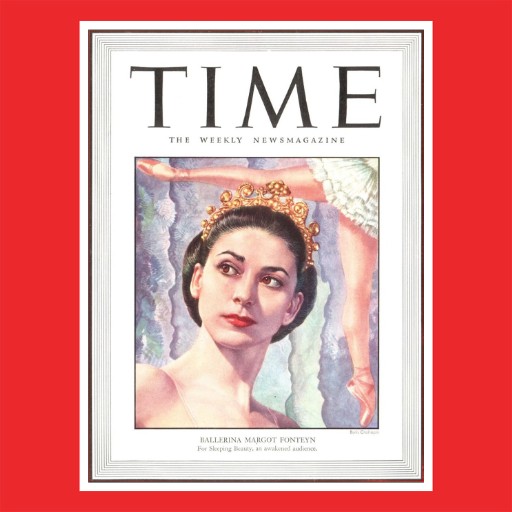 TIME
THE WEEKLY NEWSMAGAZINE
BALLERINA MARGOT FONTEYN
For Sleeping Beauty, an awakened audience.